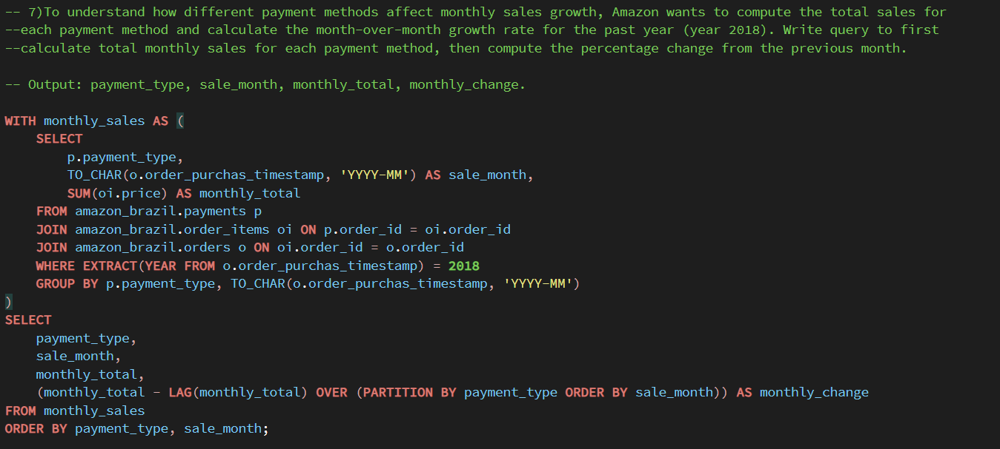 -- 7)To understand how different payment methods affect monthly sales growth, Amazon wants to compute the total sales for
--each payment method and calculate the month-over-month growth rate for the past year (year 2018). Write query to first
--calculate total monthly sales for each payment method, then compute the percentage change from the previous month.
-- Output: payment_type, sale_month, monthly_total, monthly_change.
WITH monthly_sales AS (
    SELECT
        p.payment_type,
        TO_CHAR(o.order_purchas_timestamp, 'YYYY-MM') AS sale_month,
        SUM(oi.price) AS monthly_total
    FROM amazon_brazil.payments p
    JOIN amazon_brazil.order_items oi ON p.order_id = oi.order_id
    JOIN amazon_brazil.orders o ON oi.order_id = o.order_id
    WHERE EXTRACT(YEAR FROM o.order_purchas_timestamp) = 2018
    GROUP BY p.payment_type, TO_CHAR(o.order_purchas_timestamp, 'YYYY-MM')
)
SELECT
    payment_type,
    sale_month,
    monthly_total,
    (monthly_total - LAG(monthly_total) OVER (PARTITION BY payment_type ORDER BY sale_month)) AS monthly_change
FROM monthly_sales
ORDER BY payment_type, sale_month;